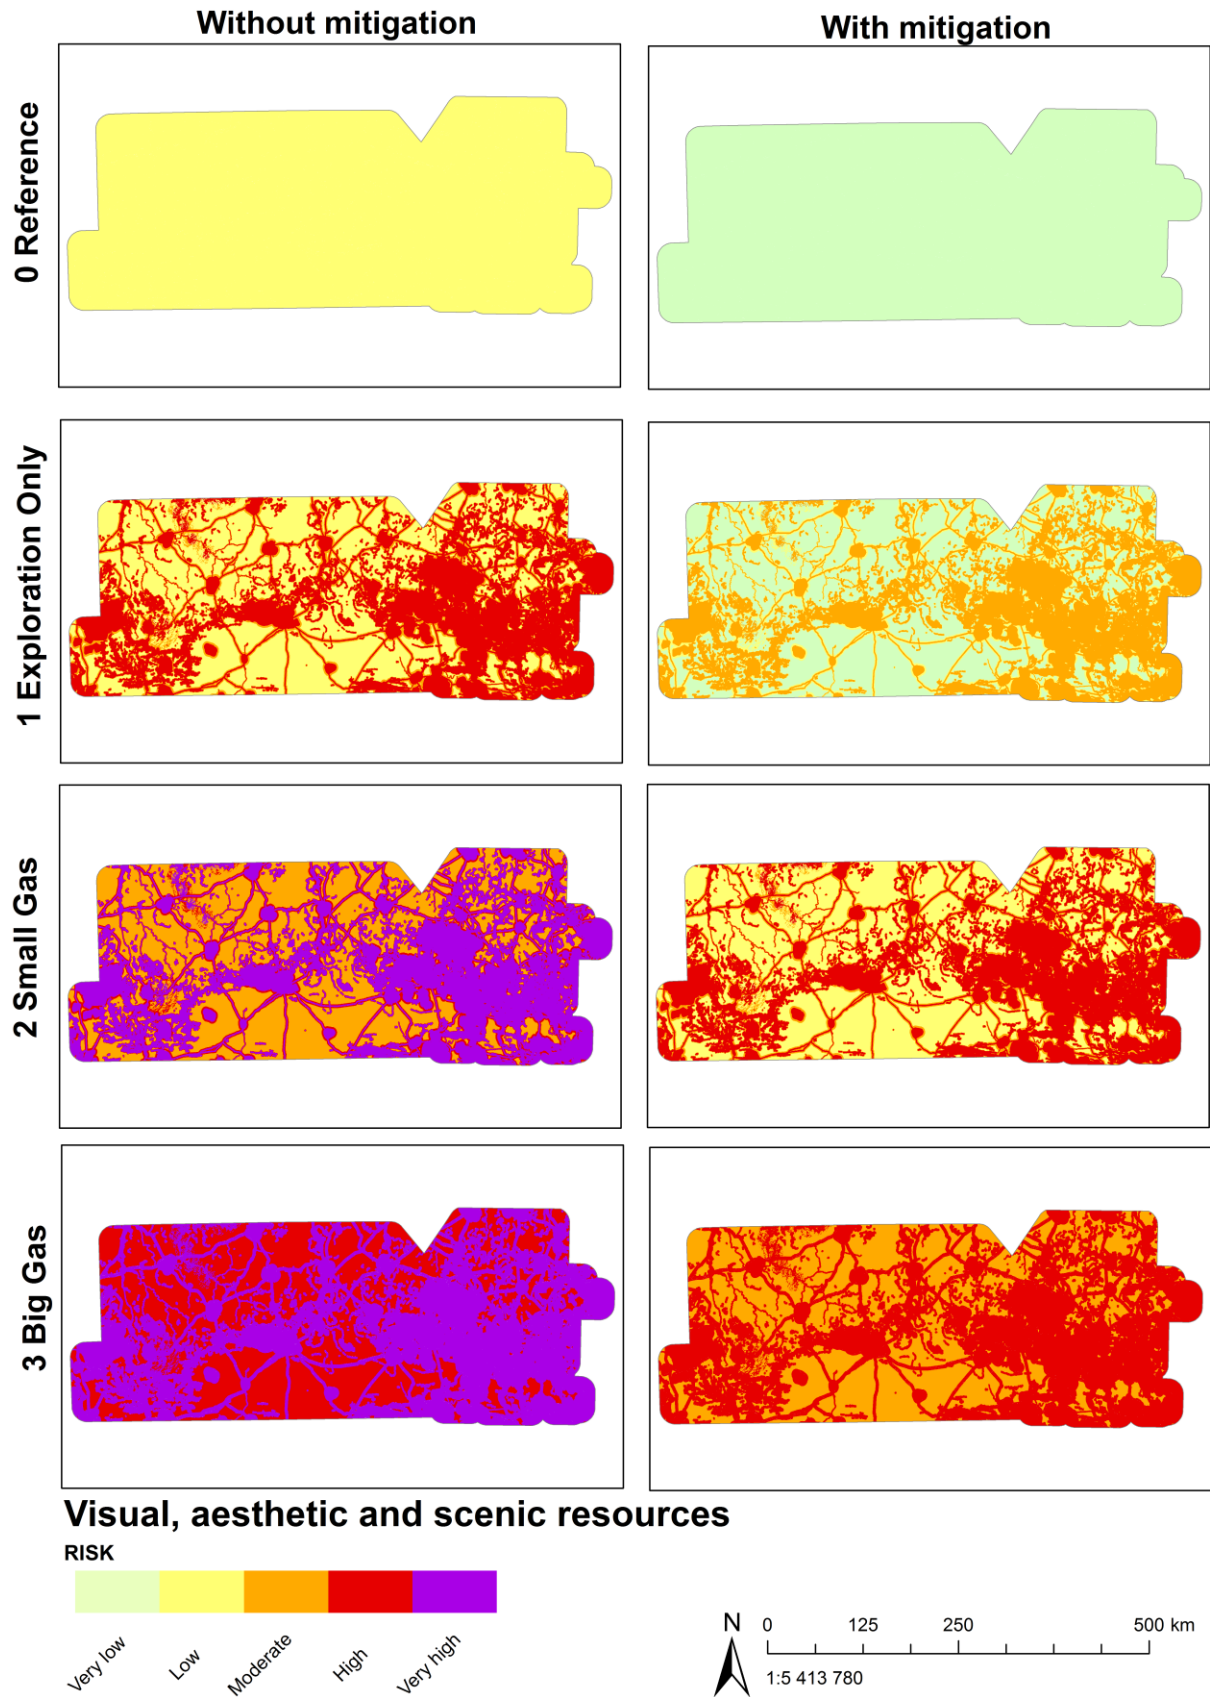 Without mitigation
With mitigation
0 Reference
1 Exploration Only
2 Small Gas
3 Big Gas
Visual, aesthetic and scenic resources
RISK
Very low
Low
Moderate
High
Very high
N
0 125 250 500 km
1:5 413 780